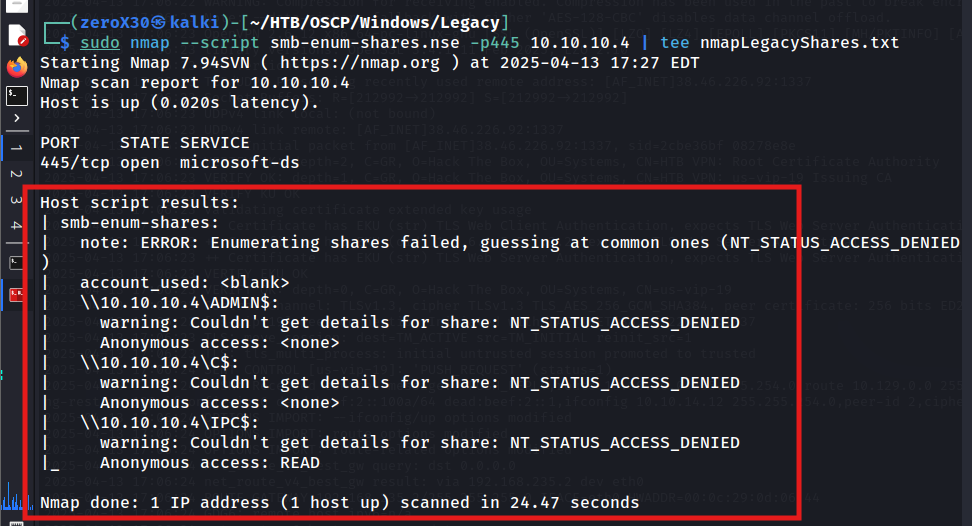 ┌──(zeroX30㉿kalki)-[~/HTB/OSCP/Windows/Legacy]
└─$ sudo nmap --script smb-enum-shares.nse -p445 10.10.10.4 | tee nmapLegacyShares.txt
Starting Nmap 7.94SVN ( https://nmap.org ) at 2025-04-13 17:27 EDT
Nmap scan report for 10.10.10.4
Host is up (0.020s latency).
PORT    STATE SERVICE
445/tcp open  microsoft-ds
Host script results:
| smb-enum-shares:
|   note: ERROR: Enumerating shares failed, guessing at common ones (NT_STATUS_ACCESS_DENIED
)
|   account_used: <blank>
|   \\10.10.10.4\ADMIN$:
|     warning: Couldn't get details for share: NT_STATUS_ACCESS_DENIED
|     Anonymous access: <none>
|   \\10.10.10.4\C$:
|     warning: Couldn't get details for share: NT_STATUS_ACCESS_DENIED
|     Anonymous access: <none>
|   \\10.10.10.4\IPC$:
|     warning: Couldn't get details for share: NT_STATUS_ACCESS_DENIED
|_    Anonymous access: READ
Nmap done: 1 IP address (1 host up) scanned in 24.47 seconds
1
2
3
4